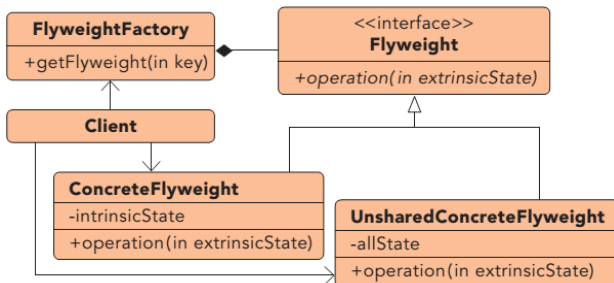 FlyweightFactory
+getFlyweight(in key)
<<interface>>
Flyweight
+operation(in extrinsicState)
Client
ConcreteFlyweight
-intrinsicState
+operation(in extrinsicState)
UnsharedConcreteFlyweight
-allState
+operation(in extrinsicState)